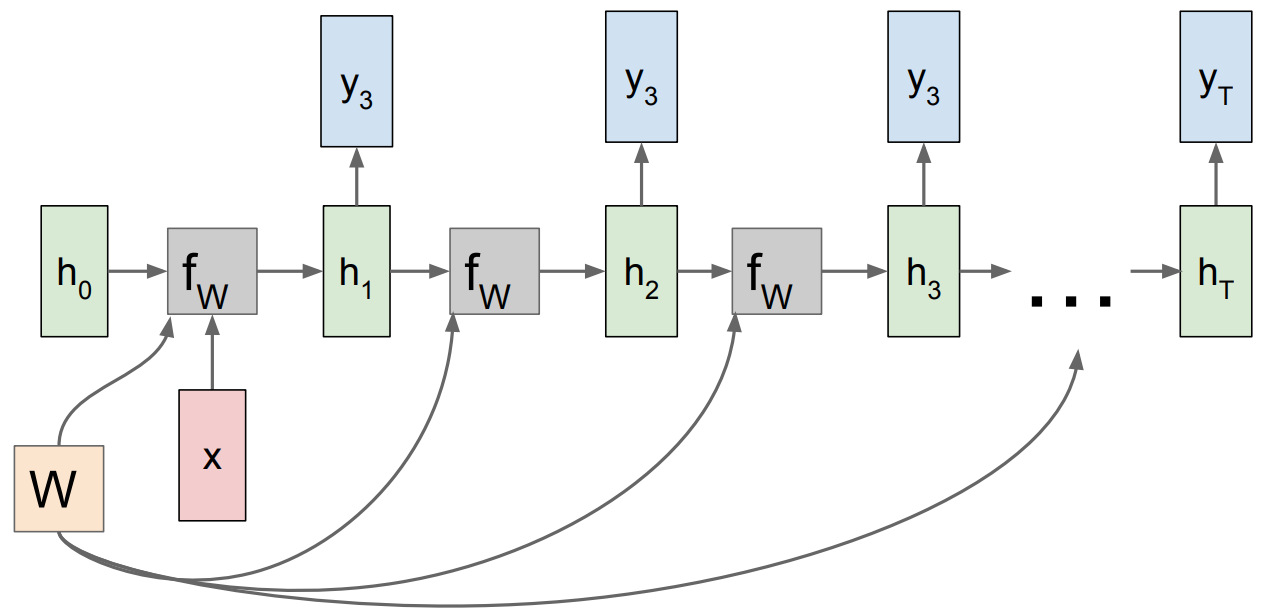 y3 y3 y3 yT
h0 fW h1 fW h2 fW h3 ... hT
W x